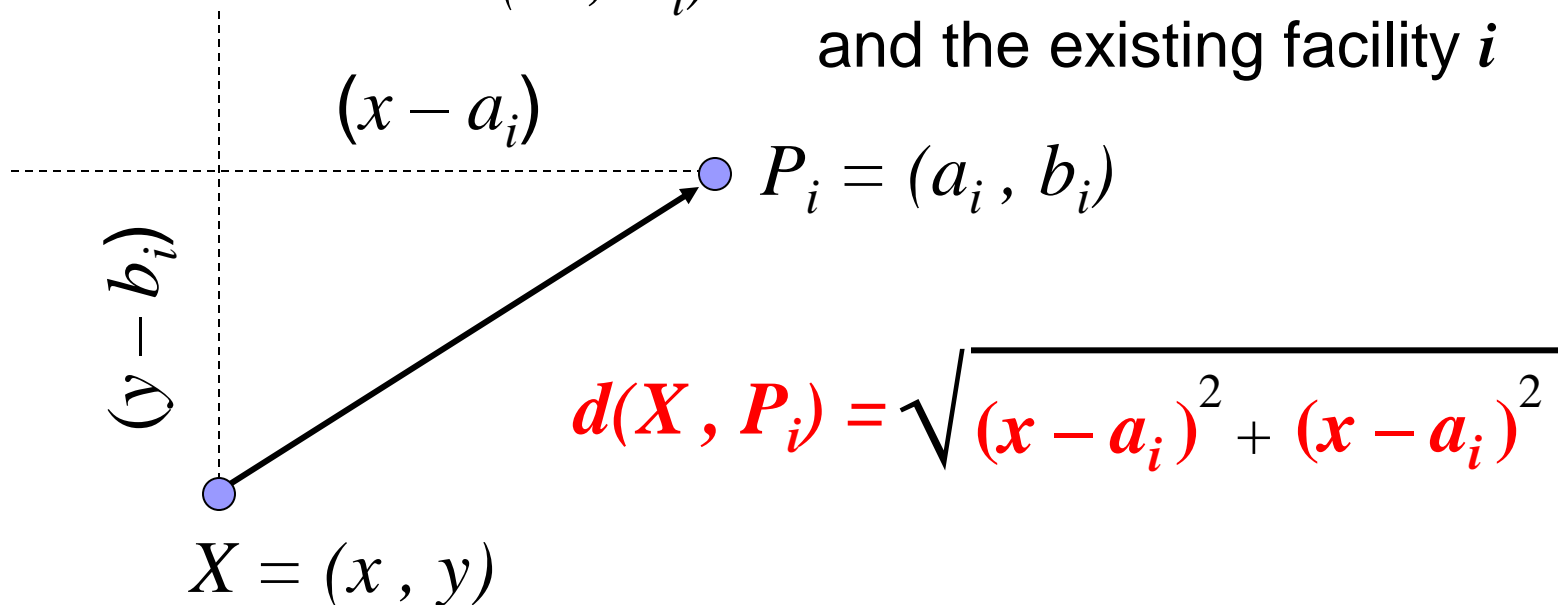 and the existing facility i
(x – a_i)
P_i = (a_i , b_i)
(y – b_i)
d(X , P_i) = √(x – a_i)^2 + (x – a_i)^2
X = (x , y)